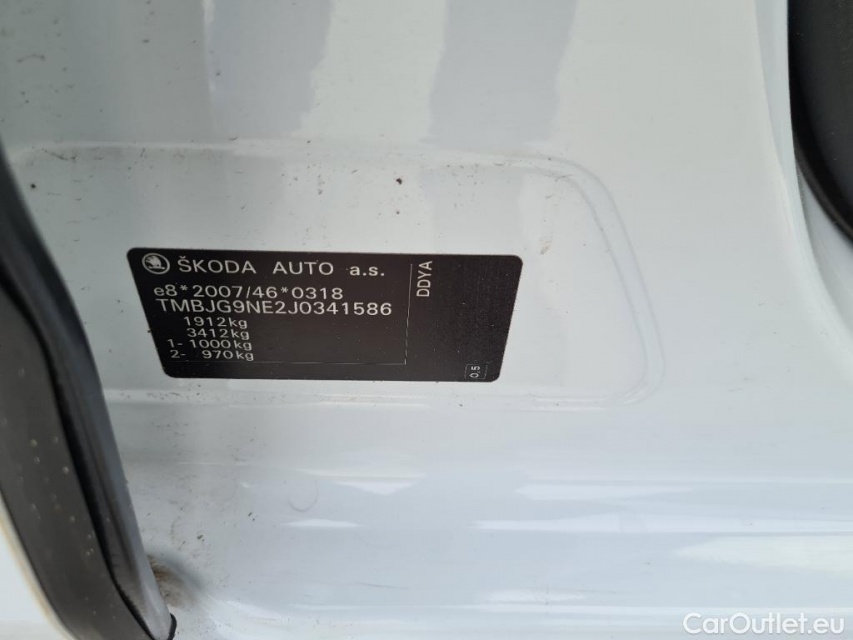 ŠKODA AUTO a.s.
e8*2007/46*0318
TMBJG9NE2J0341586
1912kg
3412kg
1- 1000kg
2- 970kg
DDYA
0.5
CarOutlet.eu